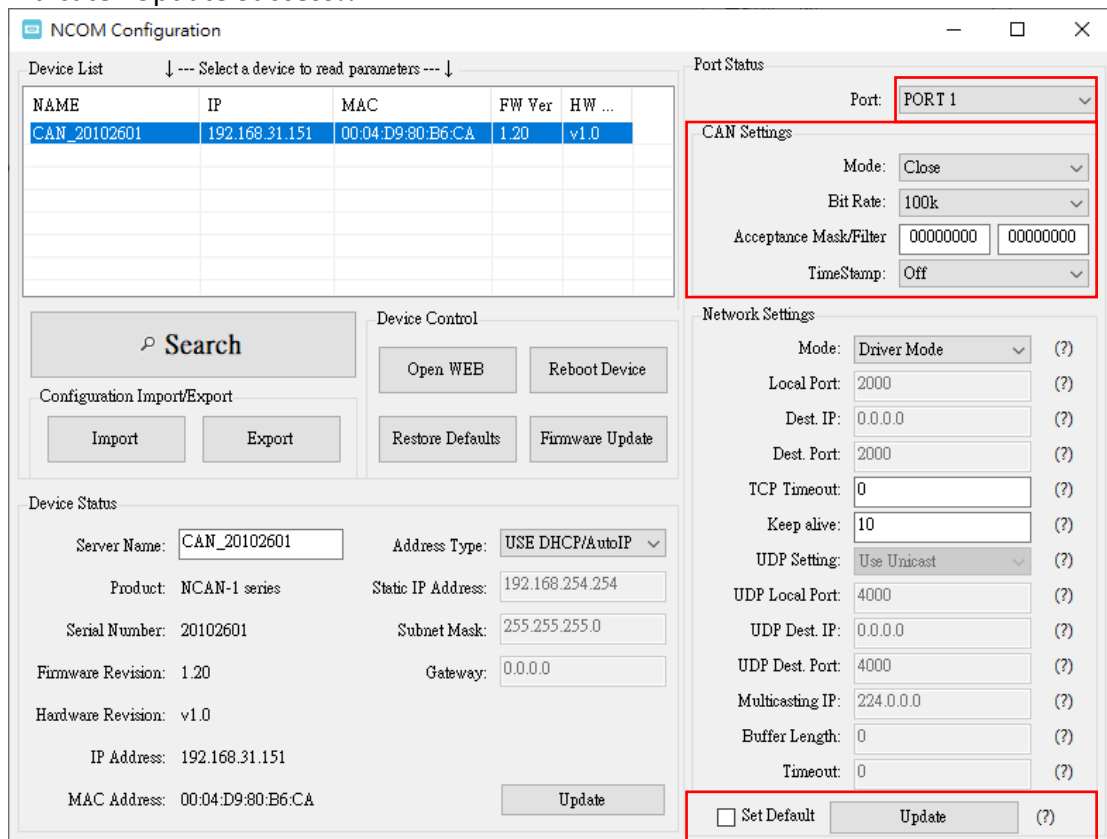 NCOM Configuration
Device List ↓ --- Select a device to read parameters --- ↓
NAME IP MAC FW Ver HW ...
CAN_20102601 192.168.31.151 00:04:D9:80:B6:CA 1.20 v1.0
Search
Configuration Import/Export
Import Export
Device Control
Open WEB Reboot Device
Restore Defaults Firmware Update
Device Status
Server Name: CAN_20102601
Product: NCAN-1 series
Serial Number: 20102601
Firmware Revision: 1.20
Hardware Revision: v1.0
IP Address: 192.168.31.151
MAC Address: 00:04:D9:80:B6:CA
Address Type: USE DHCP/AutoIP
Static IP Address: 192.168.254.254
Subnet Mask: 255.255.255.0
Gateway: 0.0.0.0
Update
Port Status
Port: PORT 1
CAN Settings
Mode: Close
Bit Rate: 100k
Acceptance Mask/Filter 00000000 00000000
TimeStamp: Off
Network Settings
Mode: Driver Mode (?)
Local Port: 2000 (?)
Dest. IP: 0.0.0.0 (?)
Dest. Port: 2000 (?)
TCP Timeout: 0 (?)
Keep alive: 10 (?)
UDP Setting: Use Unicast (?)
UDP Local Port: 4000 (?)
UDP Dest. IP: 0.0.0.0 (?)
UDP Dest. Port: 4000 (?)
Multicasting IP: 224.0.0.0 (?)
Buffer Length: 0 (?)
Timeout: 0 (?)
Set Default Update (?)